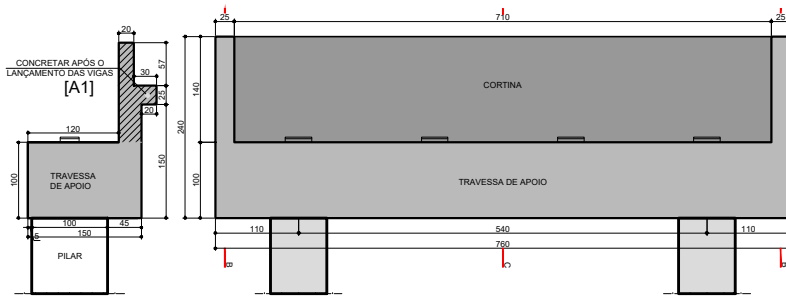 20
CONCRETAR APÓS O
LANÇAMENTO DAS VIGAS
[A1]
57
30
25
20
120
150
100
TRAVESSA
DE APOIO
100
45
5
150
PILAR
25
710
25
CORTINA
140
240
100
TRAVESSA DE APOIO
110
540
110
760
B
C
B